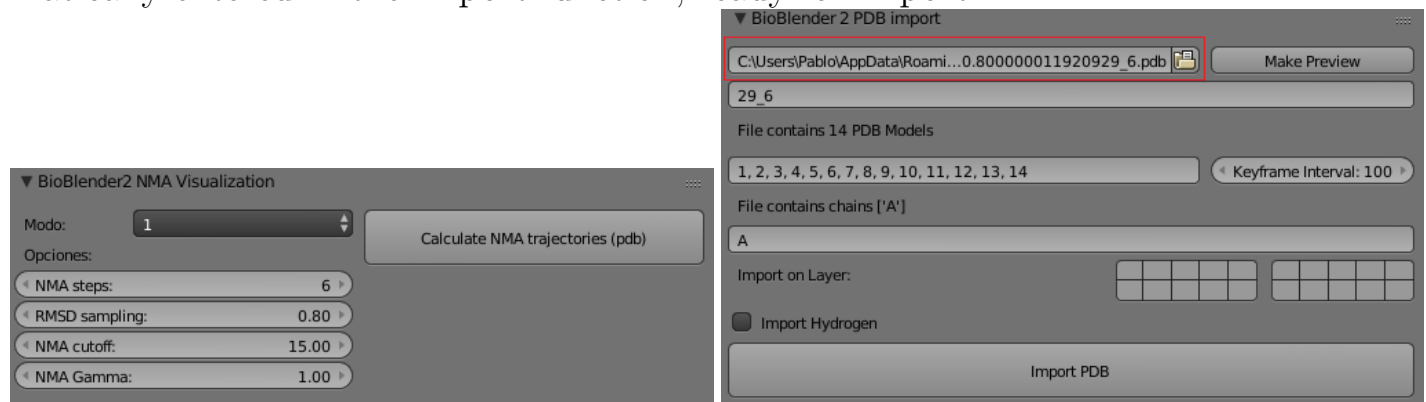 BioBlender2 NMA Visualization
Modo: 1
Calculate NMA trajectories (pdb)
Opciones:
NMA steps: 6
RMSD sampling: 0.80
NMA cutoff: 15.00
NMA Gamma: 1.00
BioBlender 2 PDB import
C:\Users\Pablo\AppData\Roami...0.800000011920929_6.pdb
Make Preview
29_6
File contains 14 PDB Models
1, 2, 3, 4, 5, 6, 7, 8, 9, 10, 11, 12, 13, 14
Keyframe Interval: 100
File contains chains ['A']
A
Import on Layer:
Import Hydrogen
Import PDB